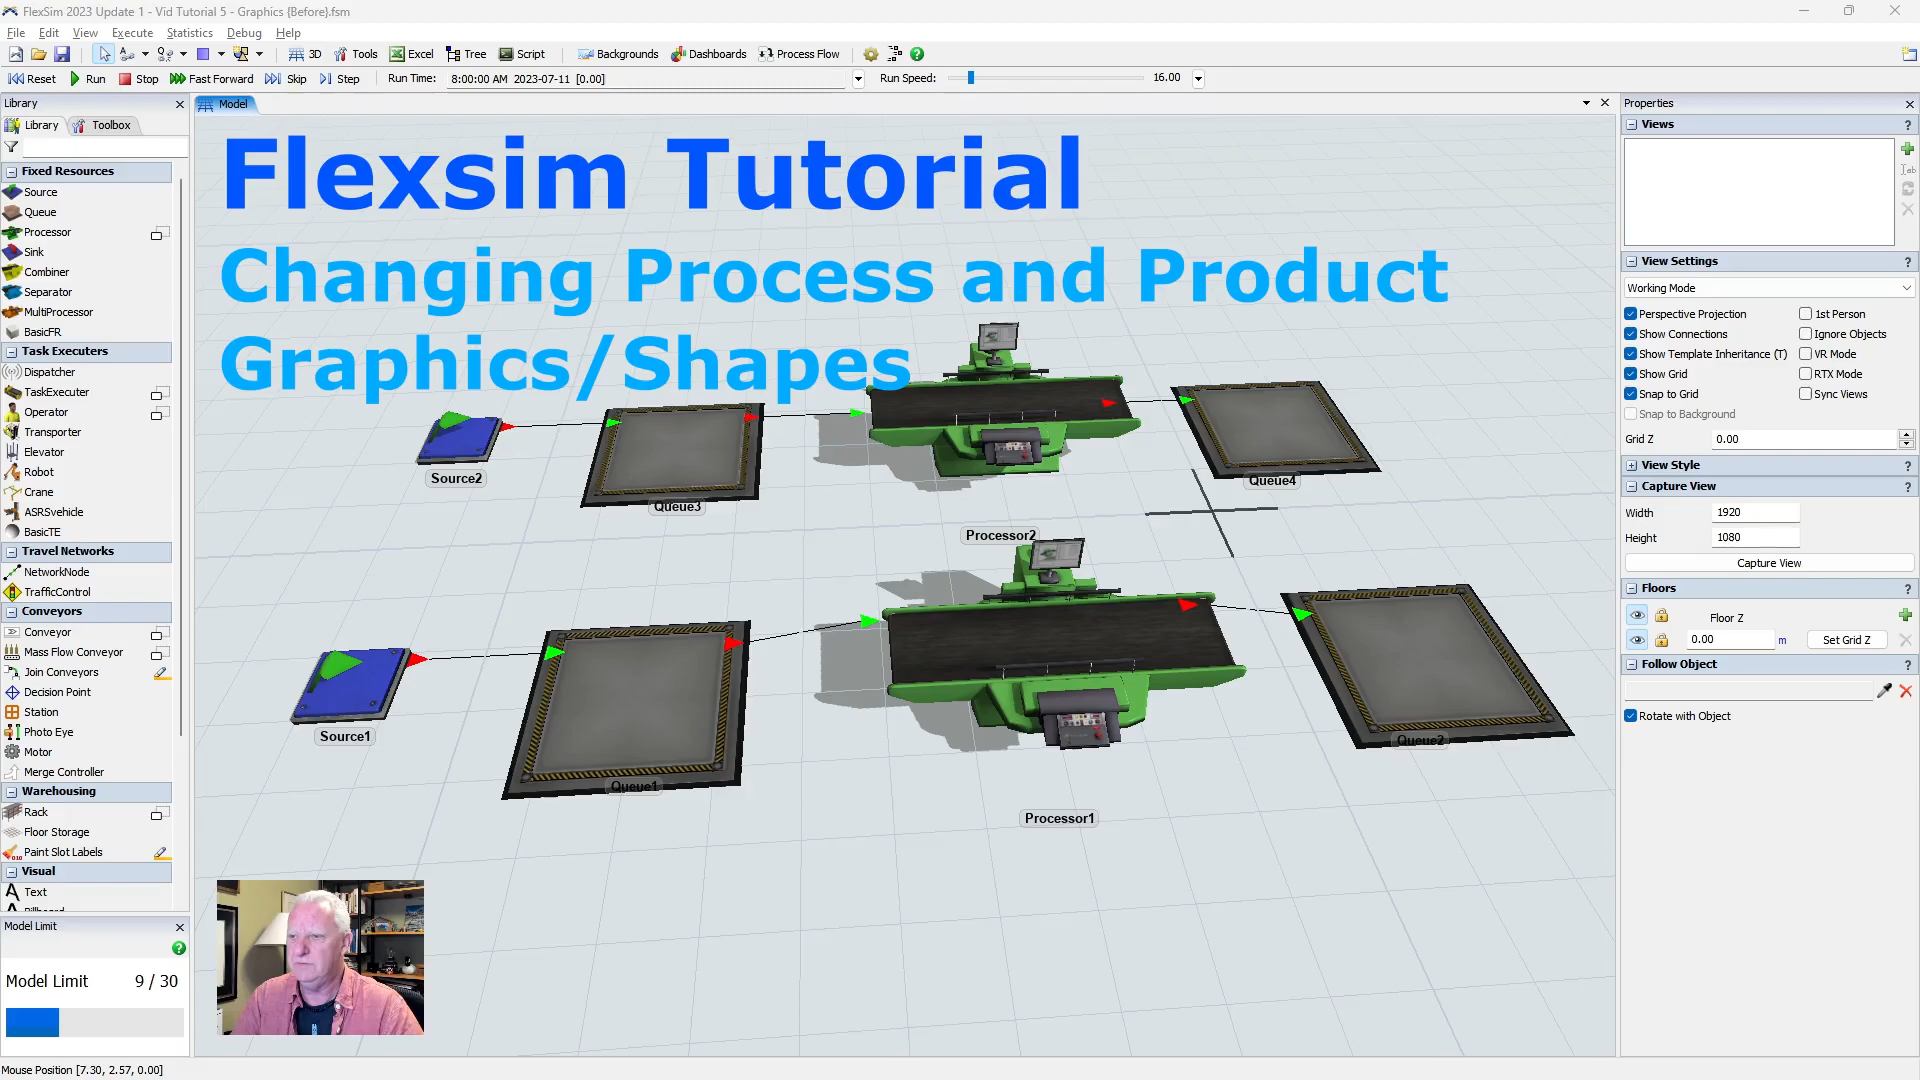 FlexSim 2023 Update 1 - Vid Tutorial 5 - Graphics {Before}.fsm
File Edit View Execute Statistics Debug Help
3D Tools Excel Tree Script Backgrounds Dashboards Process Flow
Reset Run Stop Fast Forward Skip Step Run Time: 8:00:00 AM 2023-07-11 [0.00] Run Speed: 16.00
Library
Library Toolbox
Fixed Resources
Source
Queue
Processor
Sink
Combiner
Separator
MultiProcessor
BasicFR
Task Executers
Dispatcher
TaskExecuter
Operator
Transporter
Elevator
Robot
Crane
ASRSvehicle
BasicTE
Travel Networks
NetworkNode
TrafficControl
Conveyors
Conveyor
Mass Flow Conveyor
Join Conveyors
Decision Point
Station
Photo Eye
Motor
Merge Controller
Warehousing
Rack
Floor Storage
Paint Slot Labels
Visual
Text
Model Limit
Model Limit 9 / 30
Mouse Position [7.30, 2.57, 0.00]
Model
Flexsim Tutorial
Changing Process and Product
Graphics/Shapes
Source2
Queue3
Processor2
Queue4
Source1
Queue1
Processor1
Queue2
Properties
Views
View Settings
Working Mode
Perspective Projection 1st Person
Show Connections Ignore Objects
Show Template Inheritance (T) VR Mode
Show Grid RTX Mode
Snap to Grid Sync Views
Snap to Background
Grid Z 0.00
View Style
Capture View
Width 1920
Height 1080
Capture View
Floors
Floor Z
0.00 m Set Grid Z
Follow Object
Rotate with Object